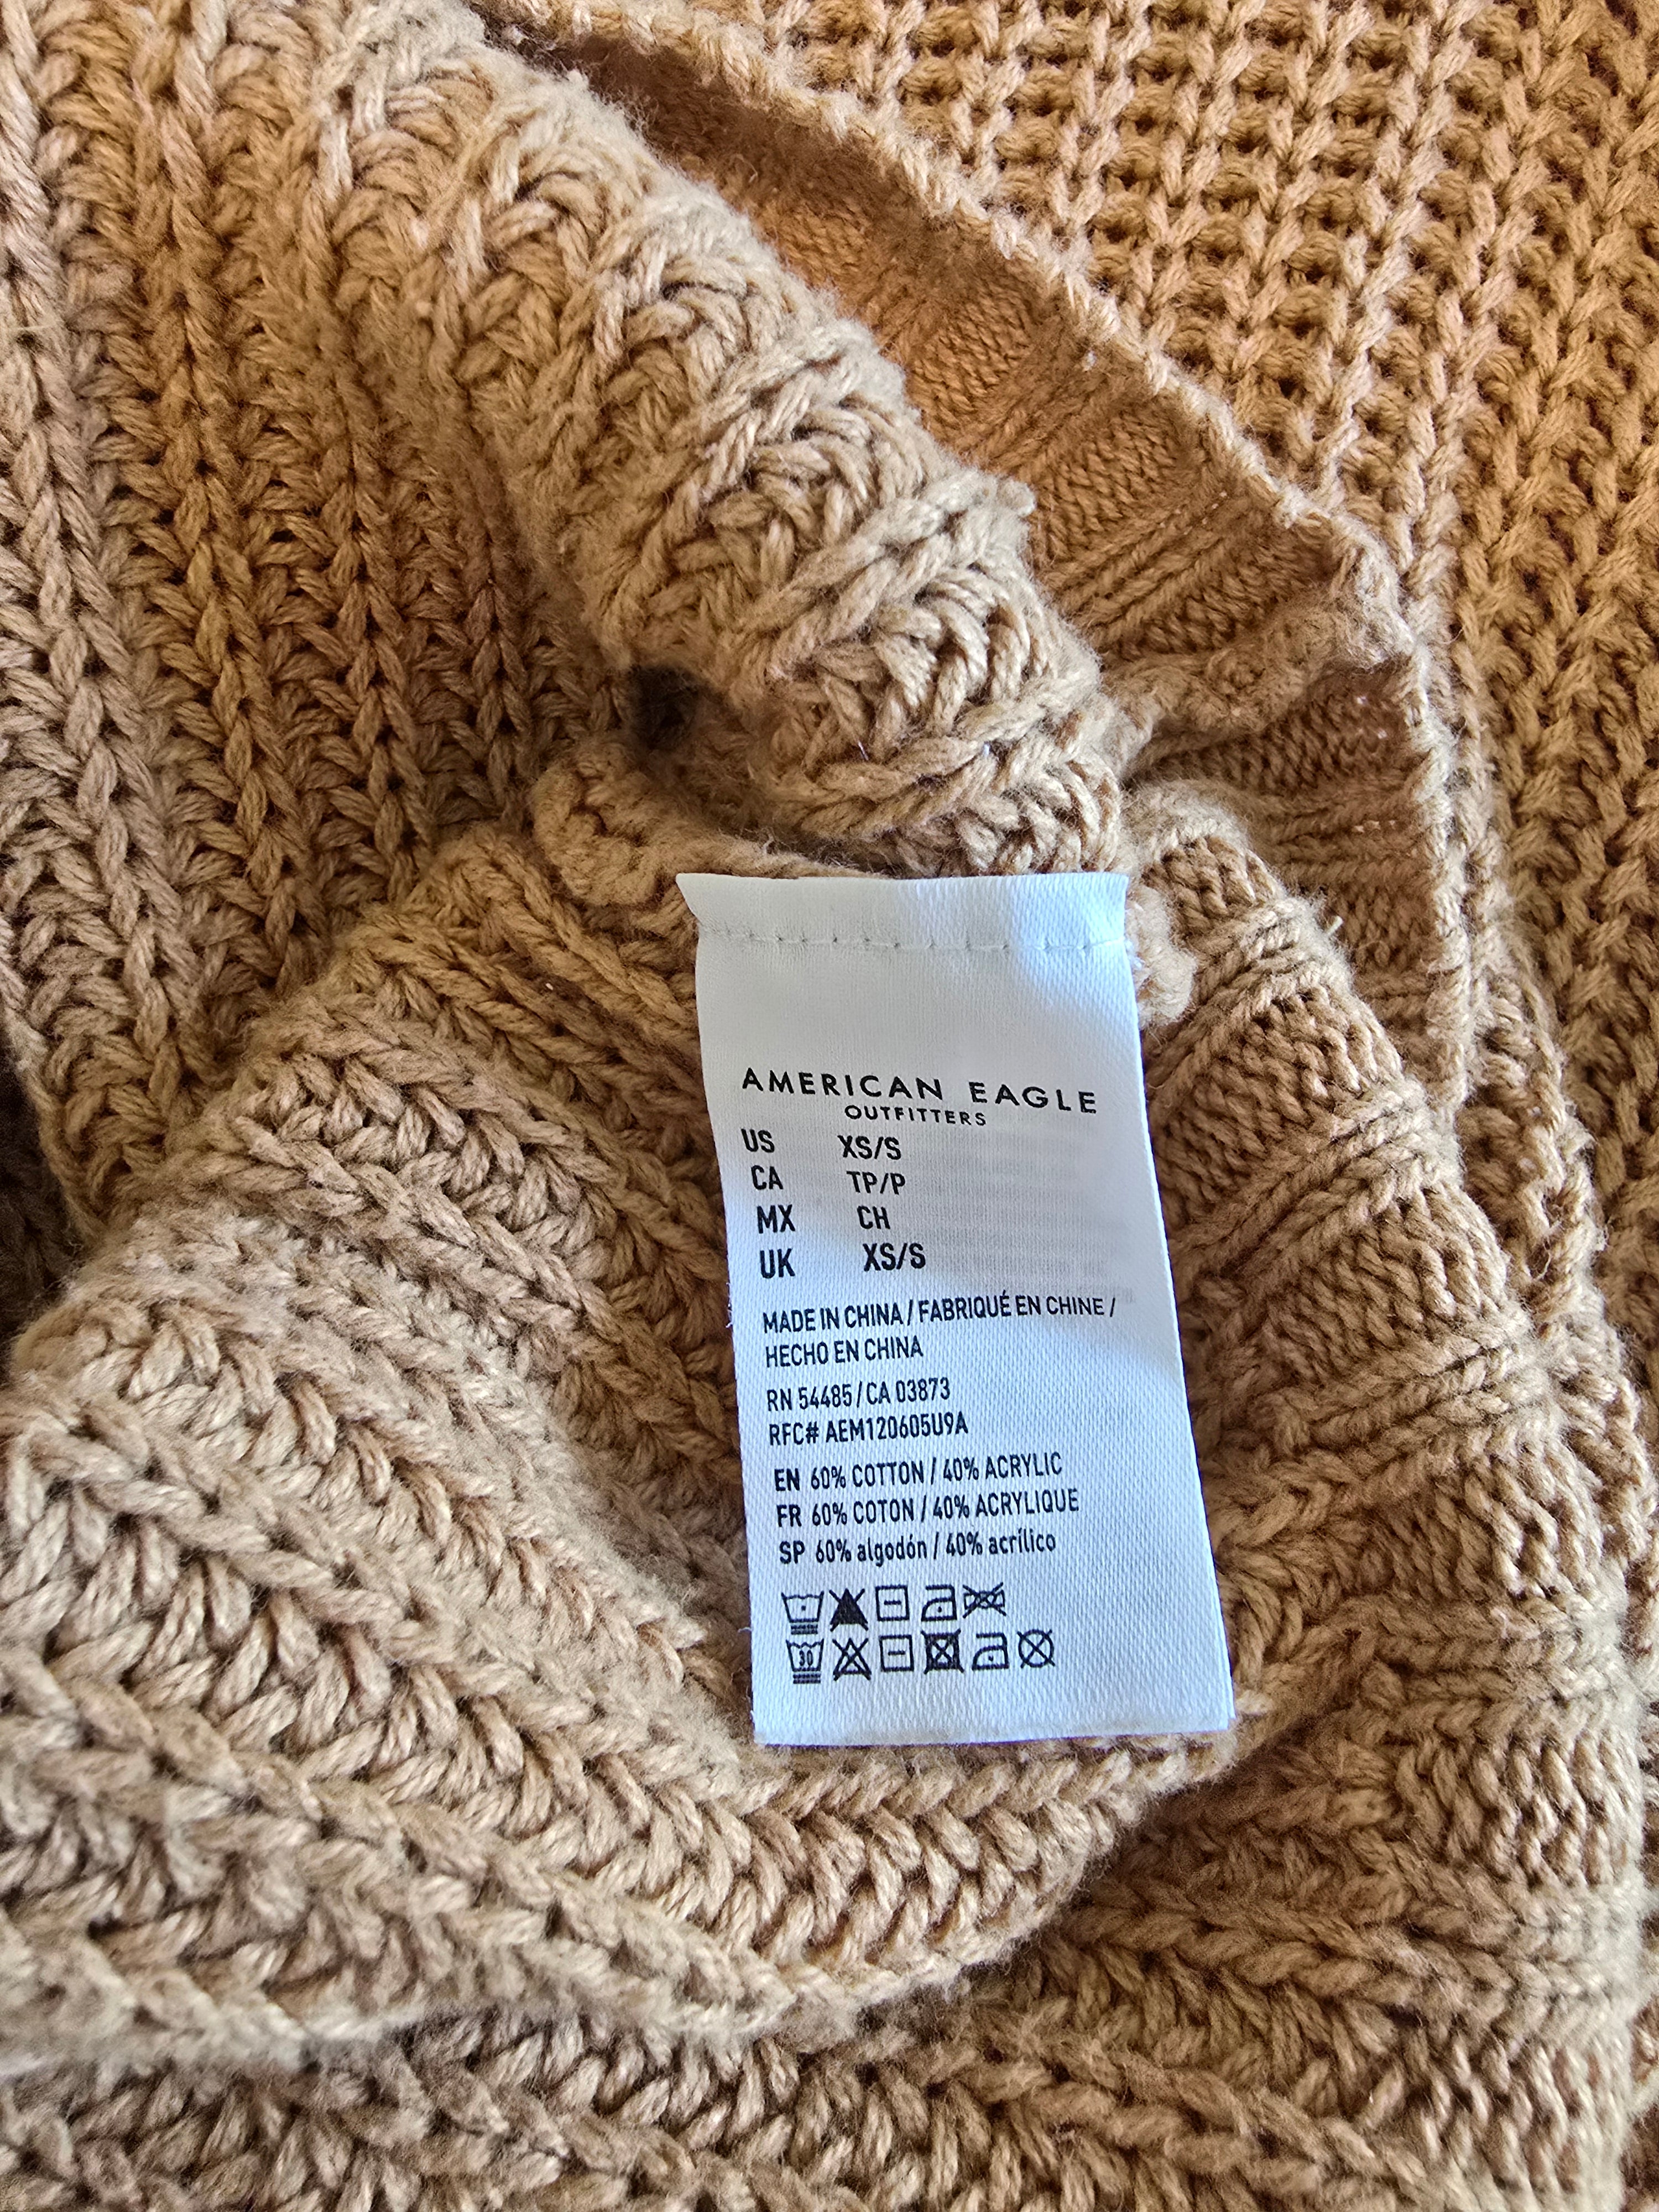 AMERICAN EAGLE
OUTFITTERS
US XS/S
CA TP/P
MX CH
UK XS/S
MADE IN CHINA / FABRIQUÉ EN CHINE /
HECHO EN CHINA
RN 54485 / CA 03873
RFC# AEM120605U9A
EN 60% COTTON / 40% ACRYLIC
FR 60% COTON / 40% ACRYLIQUE
SP 60% algodón / 40% acrílico
30